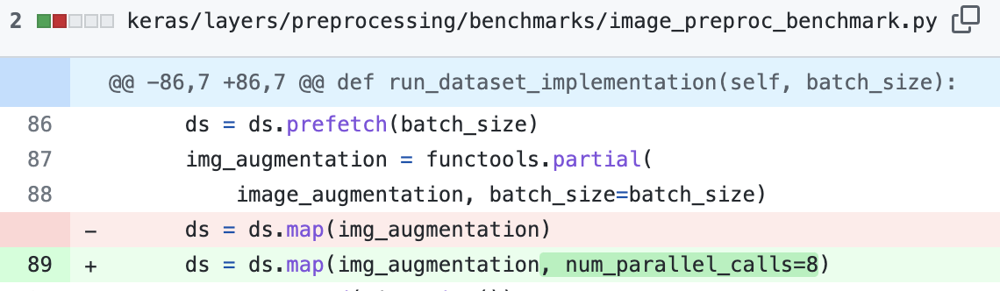 2 keras/layers/preprocessing/benchmarks/image_preproc_benchmark.py
@@ -86,7 +86,7 @@ def run_dataset_implementation(self, batch_size):
86 ds = ds.prefetch(batch_size)
87 img_augmentation = functools.partial(
88 image_augmentation, batch_size=batch_size)
- ds = ds.map(img_augmentation)
89 + ds = ds.map(img_augmentation, num_parallel_calls=8)